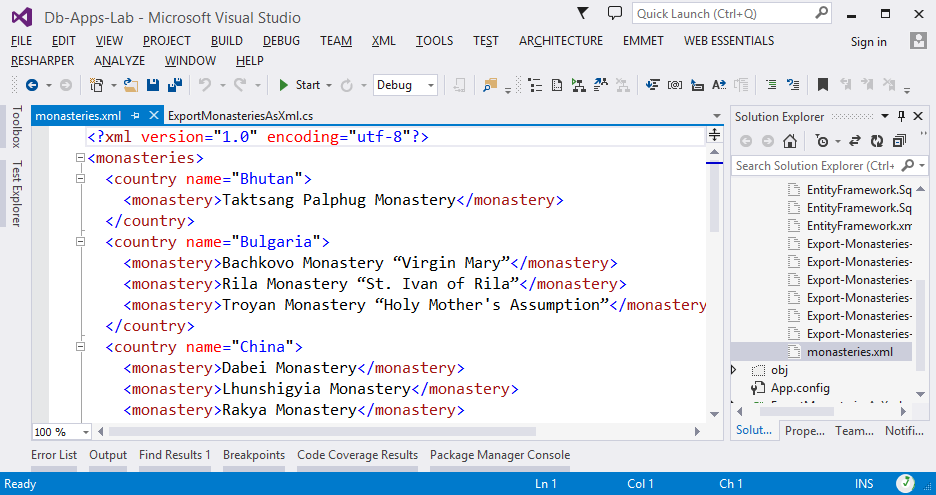 Db-Apps-Lab - Microsoft Visual Studio
Quick Launch (Ctrl+Q)
FILE EDIT VIEW PROJECT BUILD DEBUG TEAM XML TOOLS TEST ARCHITECTURE EMMET WEB ESSENTIALS
Sign in
RESHARPER ANALYZE WINDOW HELP
Start
Debug
Toolbox
Test Explorer
monasteries.xml
ExportMonasteriesAsXml.cs
<?xml version="1.0" encoding="utf-8"?>
<monasteries>
<country name="Bhutan">
<monastery>Taktsang Palphug Monastery</monastery>
</country>
<country name="Bulgaria">
<monastery>Bachkovo Monastery “Virgin Mary”</monastery>
<monastery>Rila Monastery “St. Ivan of Rila”</monastery>
<monastery>Troyan Monastery “Holy Mother's Assumption”</monastery
</country>
<country name="China">
<monastery>Dabei Monastery</monastery>
<monastery>Lhunshigyia Monastery</monastery>
<monastery>Rakya Monastery</monastery>
100 %
Solution Explorer
Search Solution Explorer (Ctrl+
EntityFramework.Sq
EntityFramework.Sq
EntityFramework.xm
Export-Monasteries-
Export-Monasteries-
Export-Monasteries-
Export-Monasteries-
Export-Monasteries-
Export-Monasteries-
monasteries.xml
obj
App.config
Solut... Prope... Team... Notifi...
Error List Output Find Results 1 Breakpoints Code Coverage Results Package Manager Console
Ready Ln 1 Col 1 Ch 1 INS